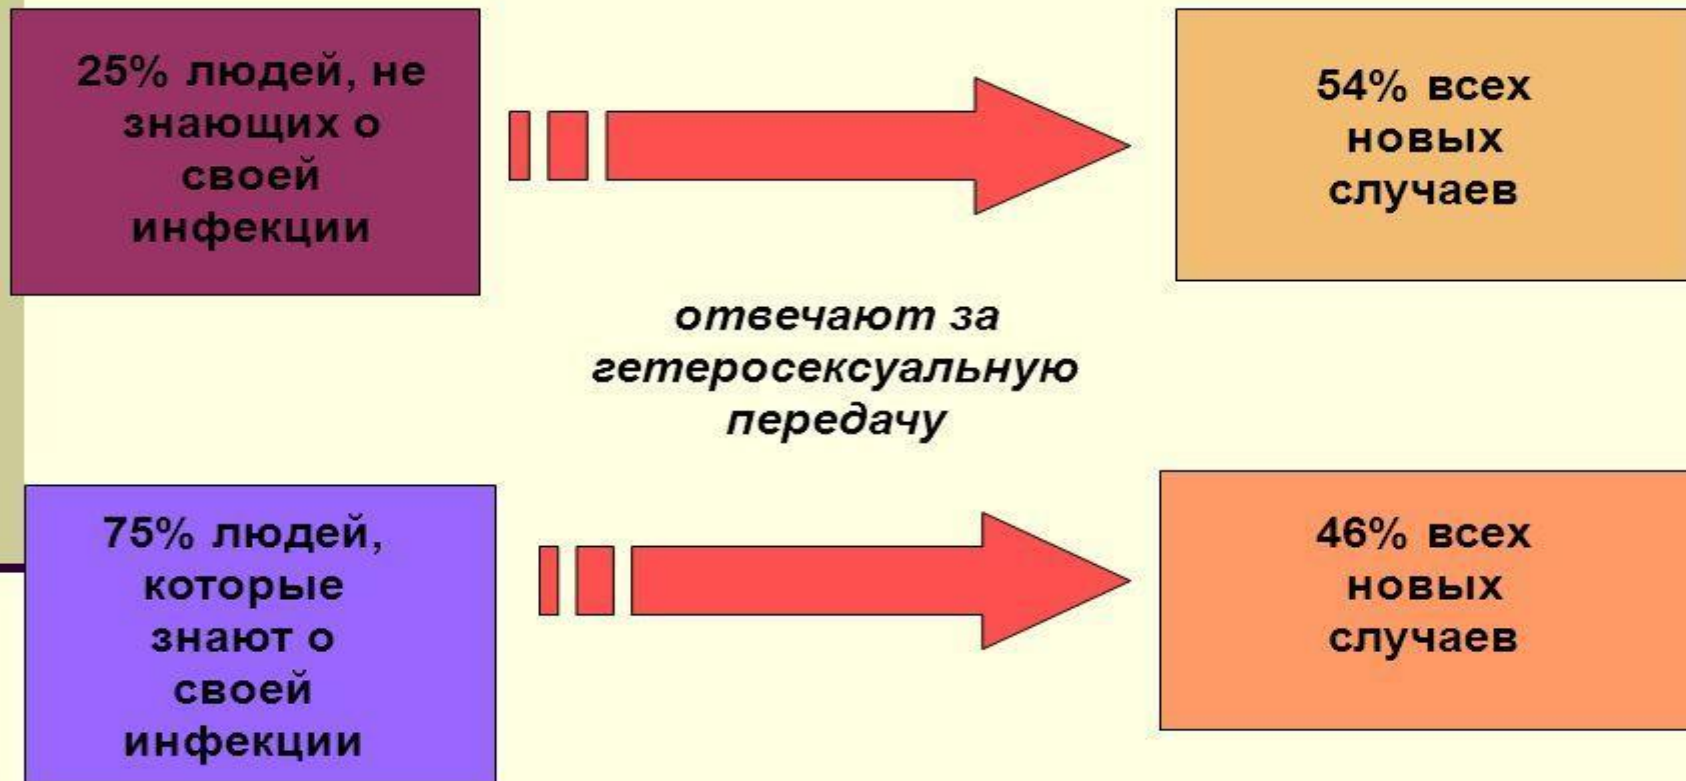 25% людей, не
знающих о
своей
инфекции
54% всех
новых
случаев
отвечают за
гетеросексуальную
передачу
75% людей,
которые
знают о
своей
инфекции
46% всех
новых
случаев